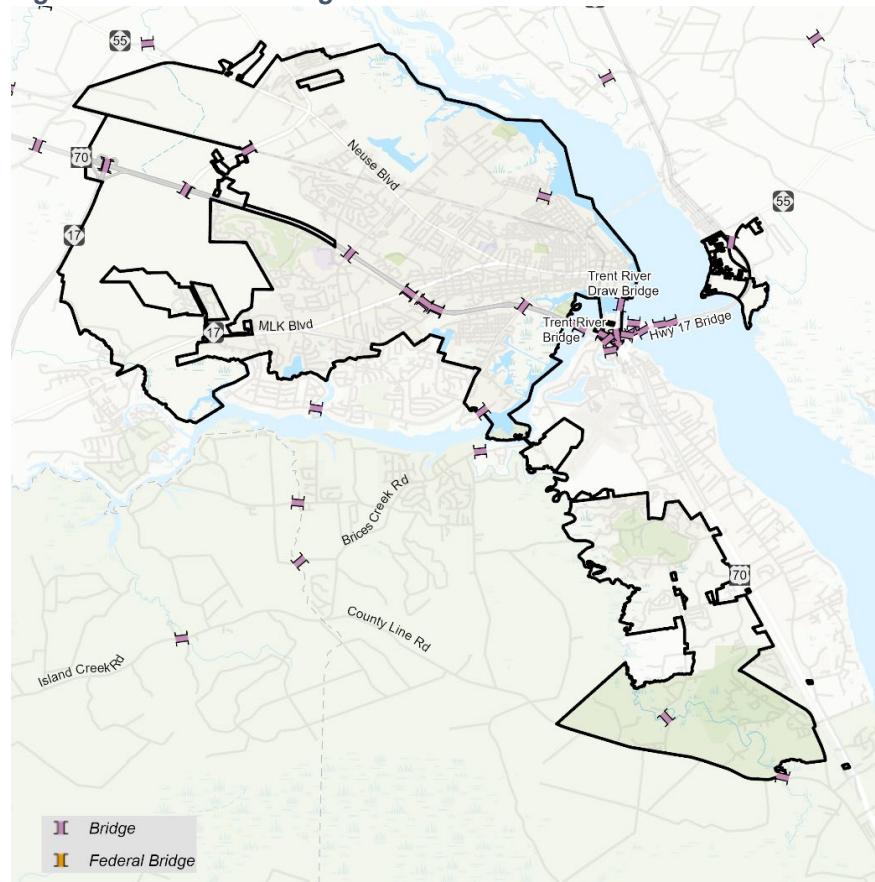 55
70
17
Neuse Blvd
55
Trent River
Draw Bridge
MLK Blvd
17
Trent River
Bridge
Hwy 17 Bridge
Brices Creek Rd
70
County Line Rd
Island Creek Rd
Bridge
Federal Bridge